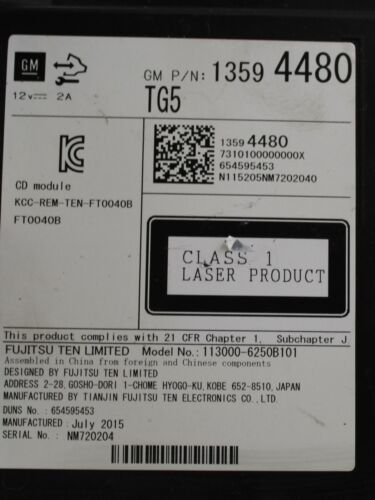 GM
GM P/N: 1359 4480
12v⎓ 2A
TG5
1359 4480
7310100000000X
654595453
N115205NM7202040
CD module
KCC-REM-TEN-FT0040B
FT0040B
CLASS 1
LASER PRODUCT
This product complies with 21 CFR Chapter 1, Subchapter J.
FUJITSU TEN LIMITED Model No.: 113000-6250B101
Assembled in China from foreign and Chinese components
DESIGNED BY FUJITSU TEN LIMITED
ADDRESS 2-28, GOSHO-DORI 1-CHOME HYOGO-KU, KOBE 652-8510, JAPAN
MANUFACTURED BY TIANJIN FUJITSU TEN ELECTRONICS CO., LTD.
DUNS No. : 654595453
MANUFACTURED: July 2015
SERIAL No. : NM720204